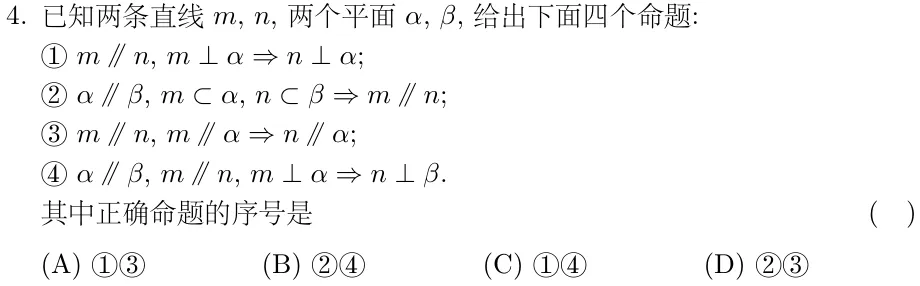 4. 已知两条直线 m, n, 两个平面 α, β, 给出下面四个命题:
① m ∥ n, m ⊥ α ⇒ n ⊥ α;
② α ∥ β, m ⊂ α, n ⊂ β ⇒ m ∥ n;
③ m ∥ n, m ∥ α ⇒ n ∥ α;
④ α ∥ β, m ∥ n, m ⊥ α ⇒ n ⊥ β.
其中正确命题的序号是 ( )
(A) ①③ (B) ②④ (C) ①④ (D) ②③